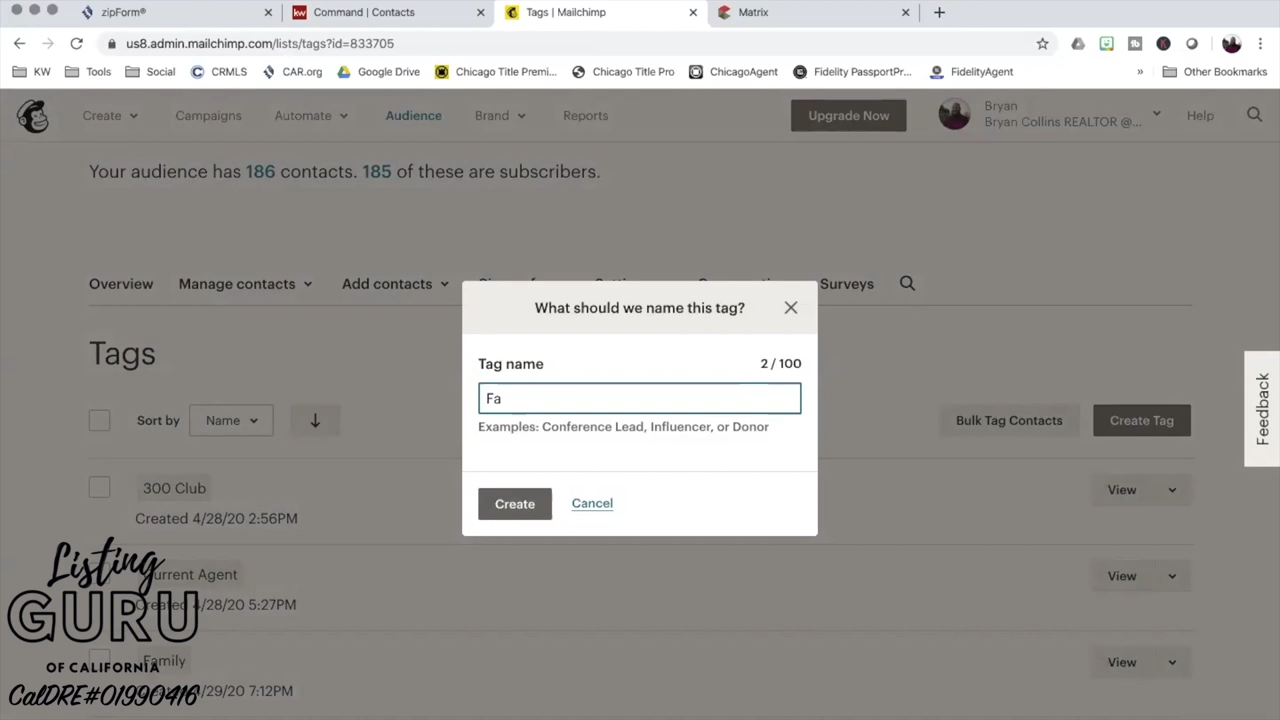 zipForm®
kw Command | Contacts
Tags | Mailchimp
Matrix
us8.admin.mailchimp.com/lists/tags?id=833705
KW
Tools
Social
CRMLS
CAR.org
Google Drive
Chicago Title Premi...
Chicago Title Pro
ChicagoAgent
Fidelity PassportPr...
FidelityAgent
»
Other Bookmarks
Create
Campaigns
Automate
Audience
Brand
Reports
Upgrade Now
Bryan
Bryan Collins REALTOR @...
Help
Your audience has 186 contacts. 185 of these are subscribers.
Overview
Manage contacts
Add contacts
Surveys
What should we name this tag?
Tag name
2 / 100
Fa
Examples: Conference Lead, Influencer, or Donor
Create
Cancel
Feedback
Tags
Sort by
Name
Bulk Tag Contacts
Create Tag
300 Club
Created 4/28/20 2:56PM
View
Current Agent
Created 4/28/20 5:27PM
View
Family
4/29/20 7:12PM
View
Listing
GURU
OF CALIFORNIA
CalDRE#01990416